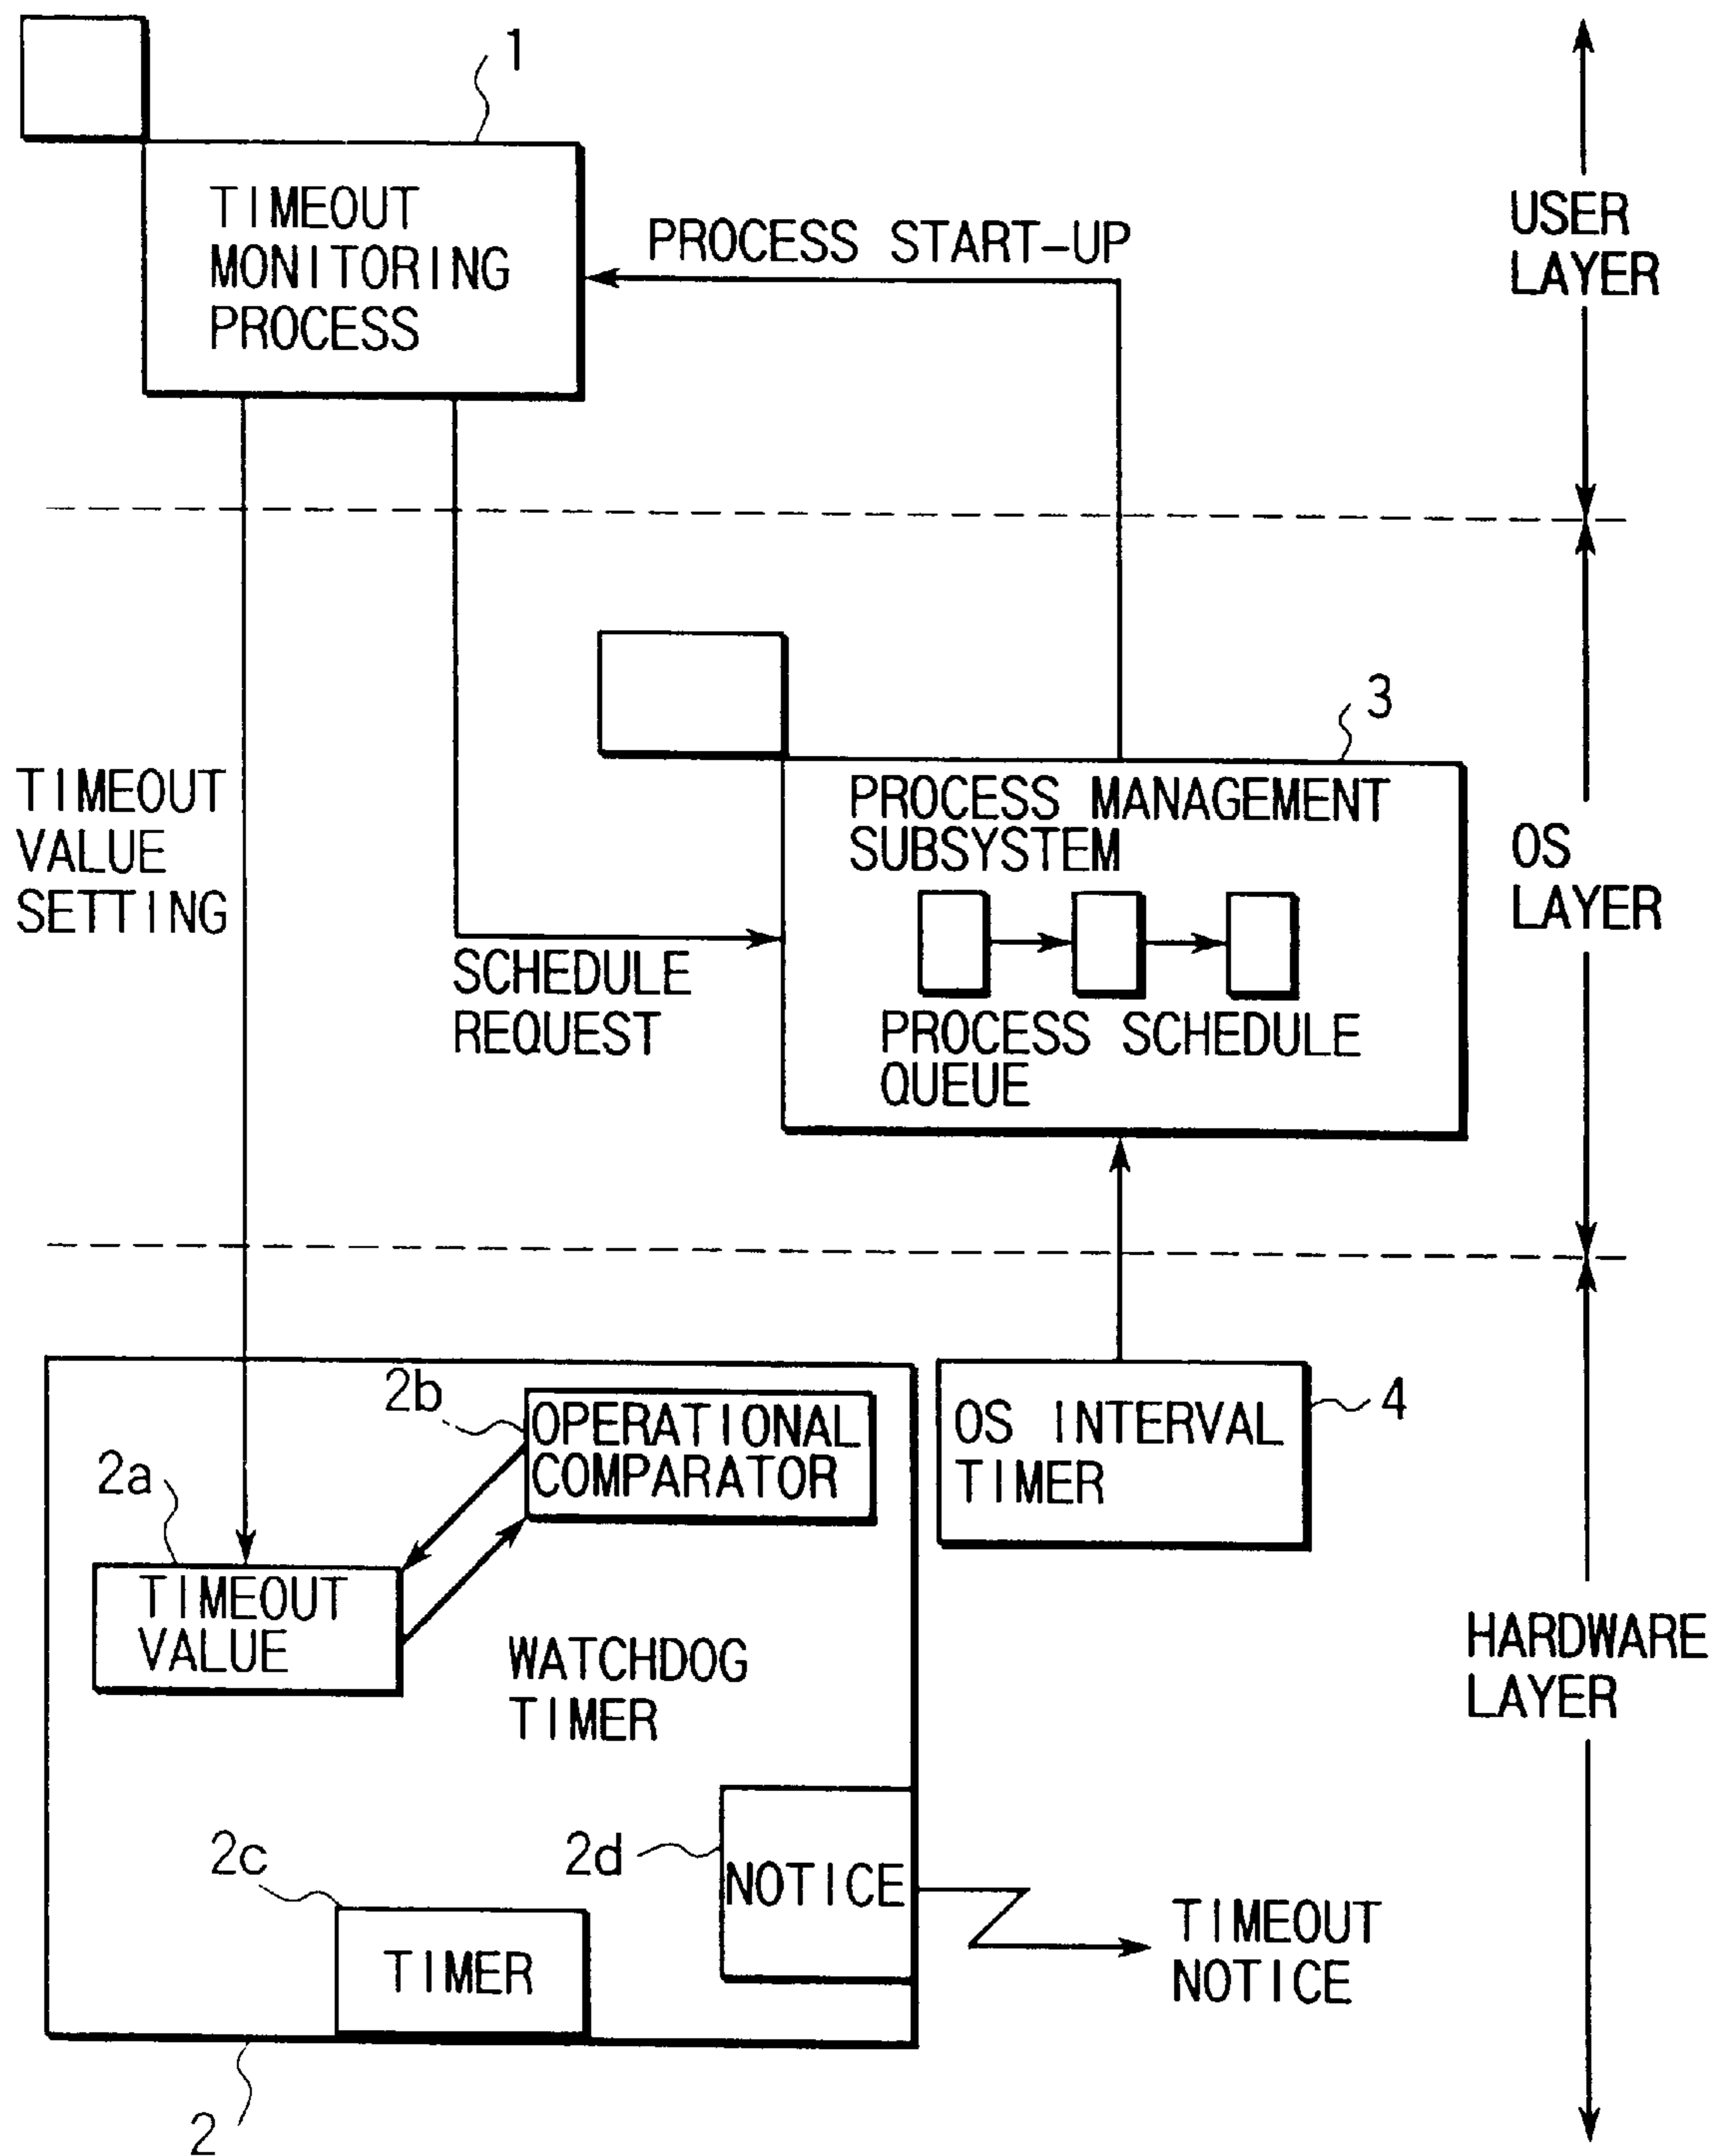 1
TIMEOUT
MONITORING
PROCESS
PROCESS START-UP
USER
LAYER
3
PROCESS MANAGEMENT
SUBSYSTEM
PROCESS SCHEDULE
QUEUE
TIMEOUT
VALUE
SETTING
SCHEDULE
REQUEST
OS
LAYER
2b
OPERATIONAL
COMPARATOR
OS INTERVAL
TIMER
4
2a
TIMEOUT
VALUE
WATCHDOG
TIMER
HARDWARE
LAYER
2c
TIMER
2d
NOTICE
TIMEOUT
NOTICE
2